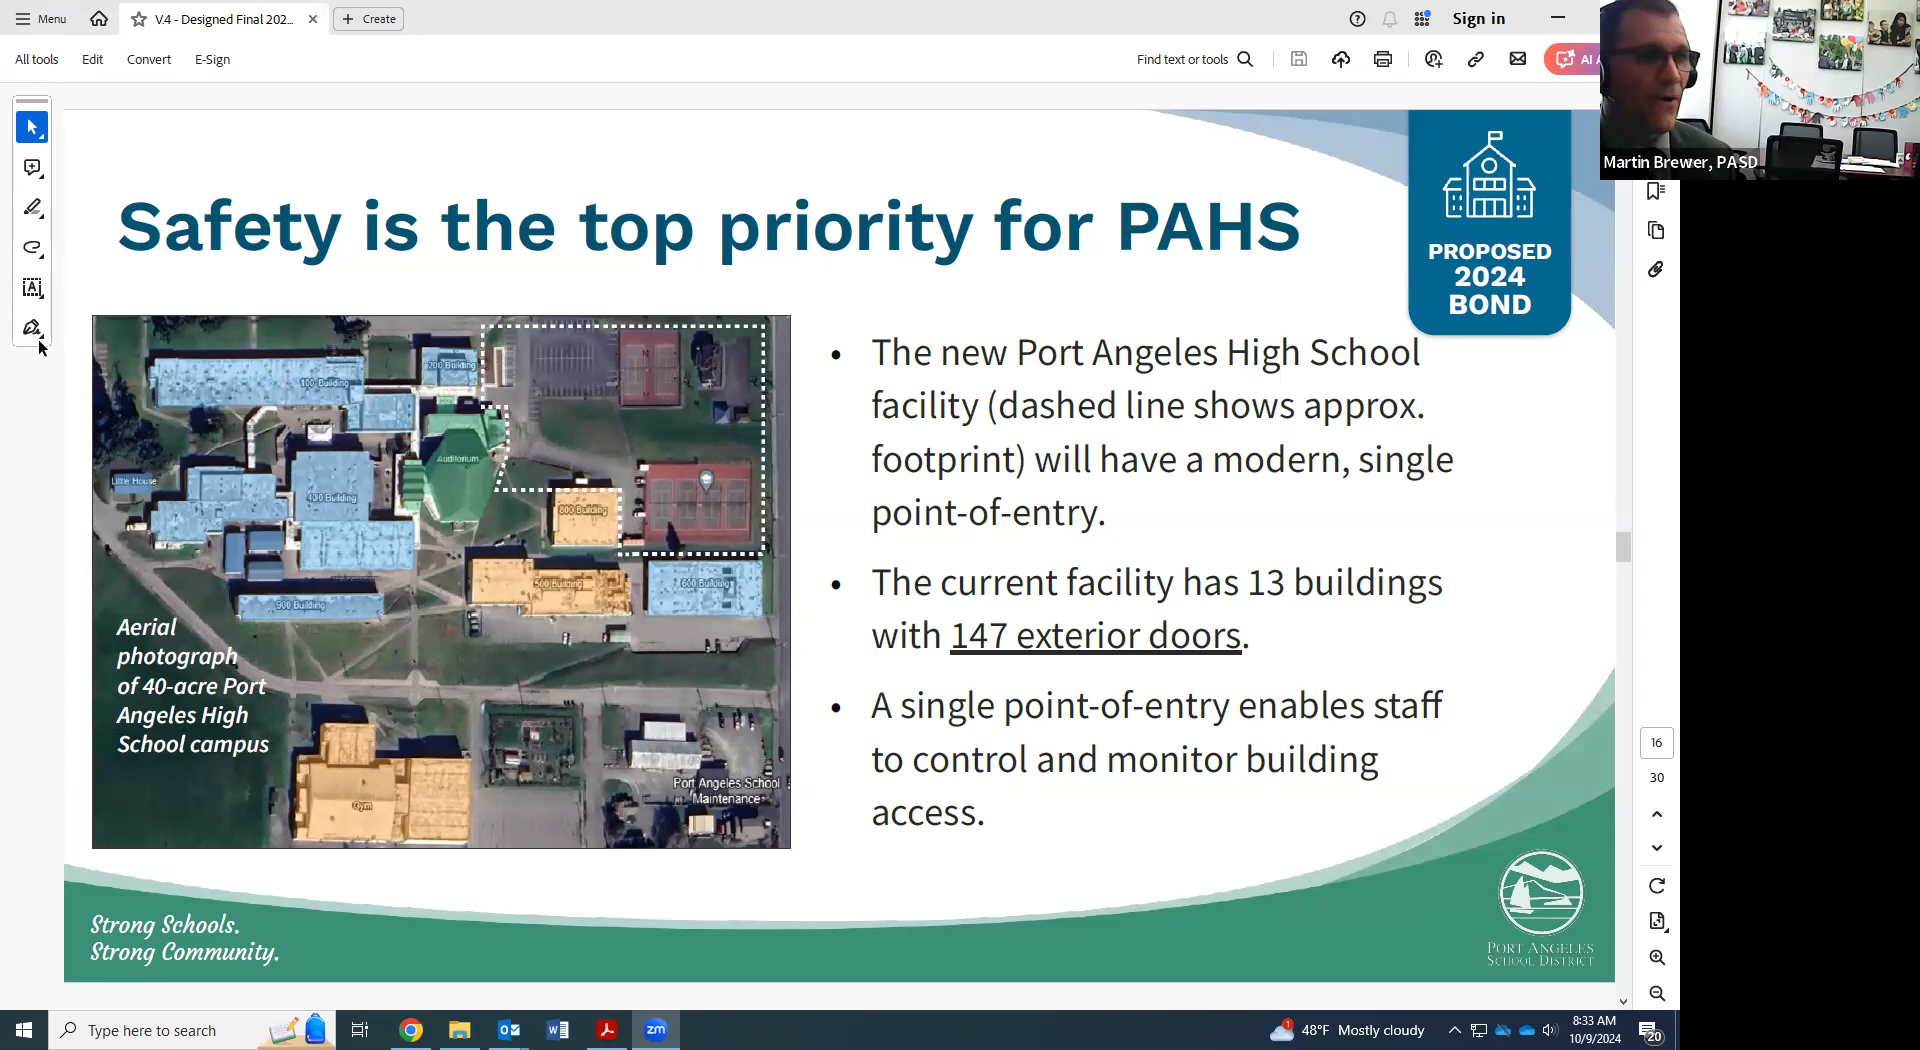 Menu
V.4 - Designed Final 202...
Create
Sign in
All tools
Edit
Convert
E-Sign
Find text or tools
AI A
Martin Brewer, PASD
Safety is the top priority for PAHS
PROPOSED
2024
BOND
100 Building
200 Building
Auditorium
Little House
400 Building
800 Building
500 Building
600 Building
900 Building
Gym
Port Angeles School
Maintenance
Aerial
photograph
of 40-acre Port
Angeles High
School campus
• The new Port Angeles High School
facility (dashed line shows approx.
footprint) will have a modern, single
point-of-entry.
• The current facility has 13 buildings
with 147 exterior doors.
• A single point-of-entry enables staff
to control and monitor building
access.
16
30
Strong Schools.
Strong Community.
PORT ANGELES
SCHOOL DISTRICT
Type here to search
zm
1
48°F Mostly cloudy
8:33 AM
10/9/2024
20